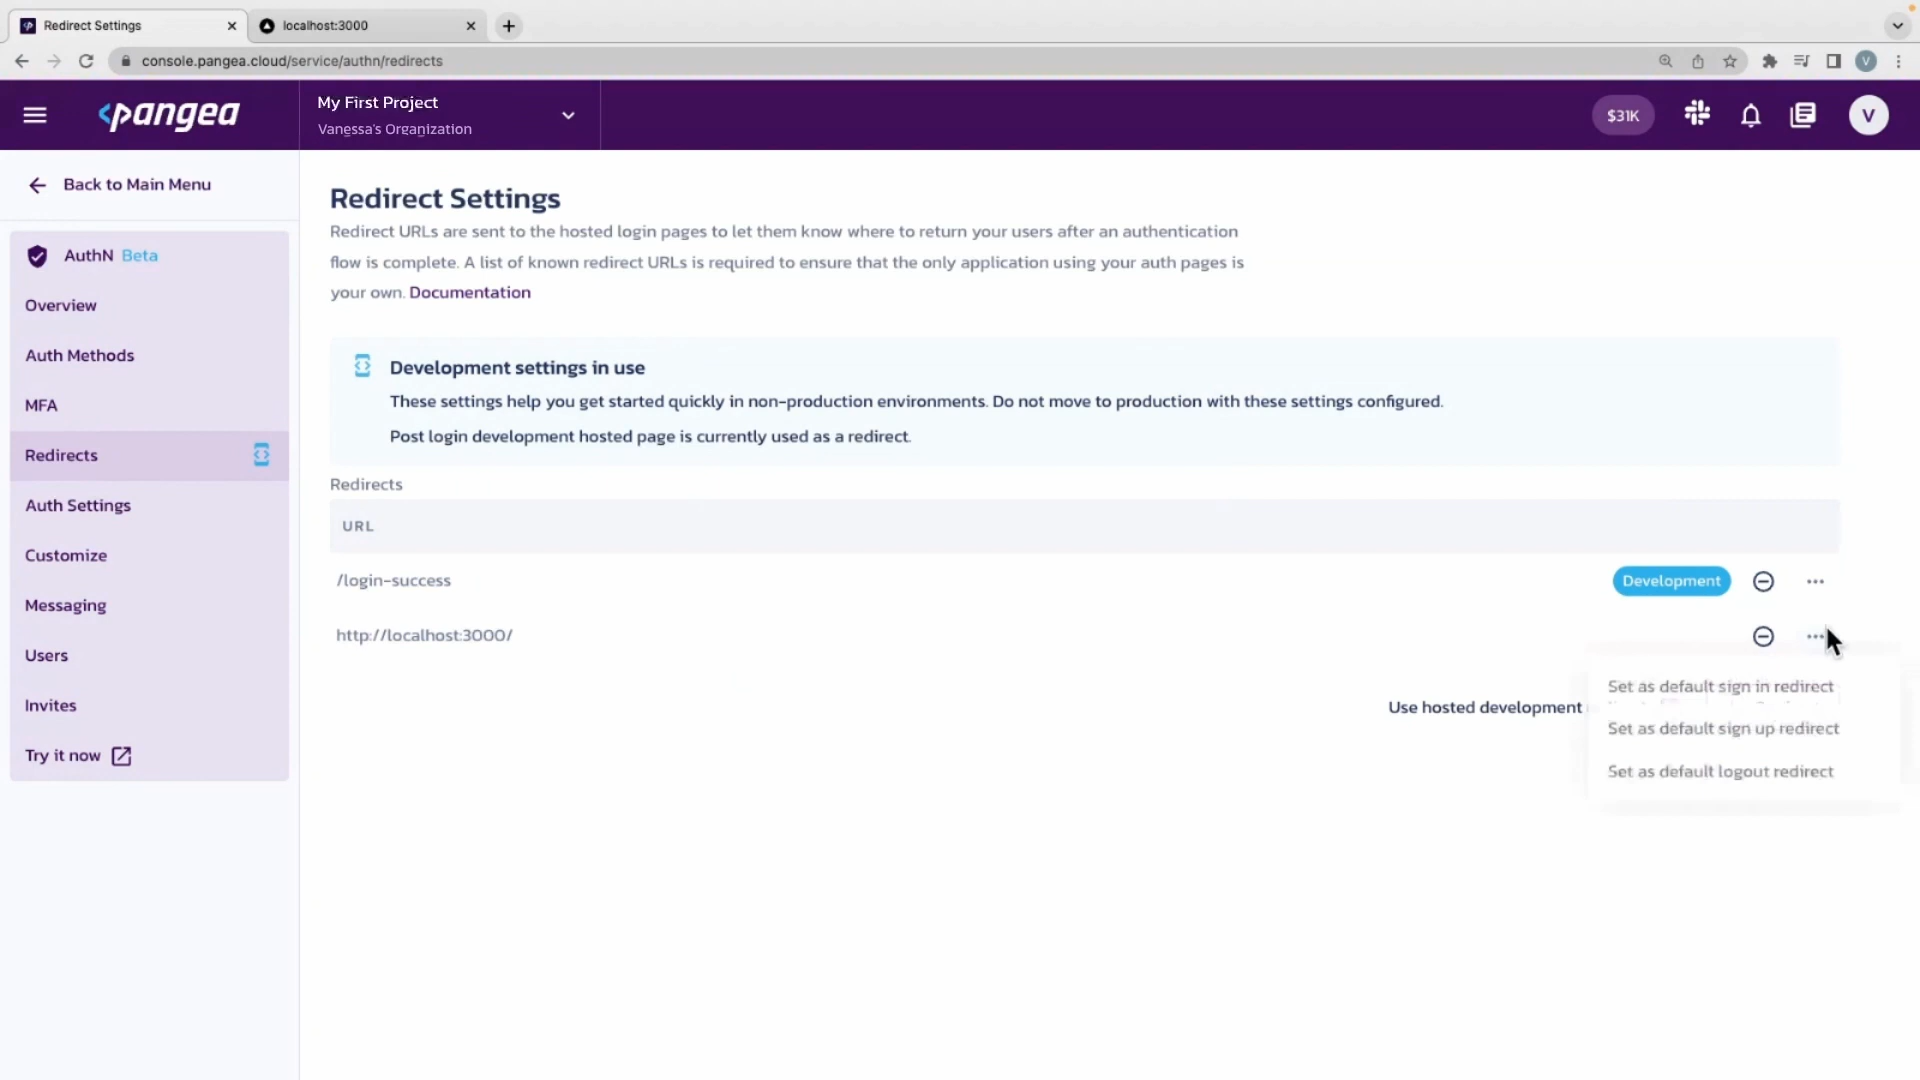 Redirect Settings
localhost:3000
console.pangea.cloud/service/authn/redirects
V
pangea
My First Project
Vanessa's Organization
$31K
V
Back to Main Menu
AuthN Beta
Overview
Auth Methods
MFA
Redirects
Auth Settings
Customize
Messaging
Users
Invites
Try it now
Redirect Settings
Redirect URLs are sent to the hosted login pages to let them know where to return your users after an authentication
flow is complete. A list of known redirect URLs is required to ensure that the only application using your auth pages is
your own. Documentation
Development settings in use
These settings help you get started quickly in non-production environments. Do not move to production with these settings configured.
Post login development hosted page is currently used as a redirect.
Redirects
URL
/login-success
Development
http://localhost:3000/
Use hosted development
Set as default sign in redirect
Set as default sign up redirect
Set as default logout redirect